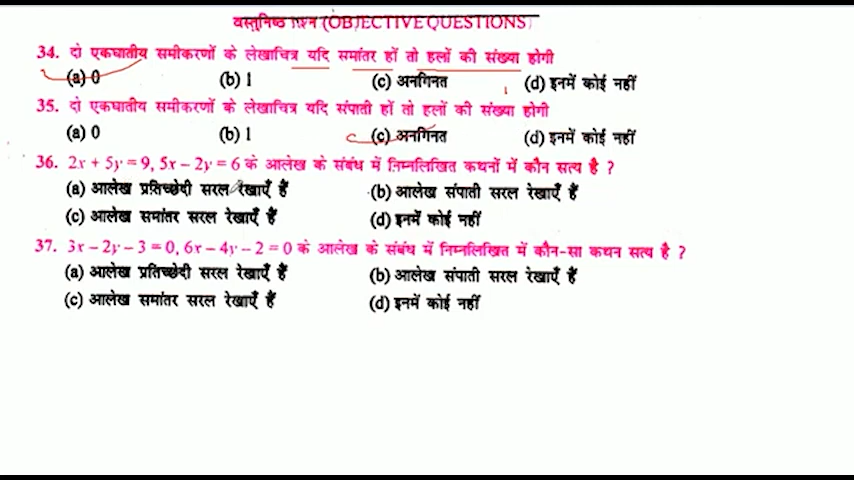 वस्तुनिष्ठ प्रश्न (OBJECTIVE QUESTIONS)
34. दो एकघातीय समीकरणों के लेखाचित्र यदि समांतर हों तो हलों की संख्या होगी
(a) 0 (b) 1 (c) अनगिनत (d) इनमें कोई नहीं
35. दो एकघातीय समीकरणों के लेखाचित्र यदि संपाती हों तो हलों की संख्या होगी
(a) 0 (b) 1 (c) अनगिनत (d) इनमें कोई नहीं
36. 2x + 5y = 9, 5x – 2y = 6 के आलेख के संबंध में निम्नलिखित कथनों में कौन सत्य है ?
(a) आलेख प्रतिच्छेदी सरल रेखाएँ हैं (b) आलेख संपाती सरल रेखाएँ हैं
(c) आलेख समांतर सरल रेखाएँ हैं (d) इनमें कोई नहीं
37. 3x – 2y – 3 = 0, 6x – 4y – 2 = 0 के आलेख के संबंध में निम्नलिखित में कौन-सा कथन सत्य है ?
(a) आलेख प्रतिच्छेदी सरल रेखाएँ हैं (b) आलेख संपाती सरल रेखाएँ हैं
(c) आलेख समांतर सरल रेखाएँ हैं (d) इनमें कोई नहीं